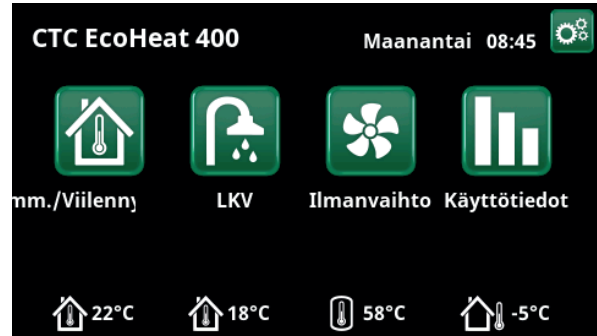 CTC EcoHeat 400 Maanantai 08:45
mm./Viilenny LKV Ilmanvaihto Käyttötiedot
22°C 18°C 58°C -5°C